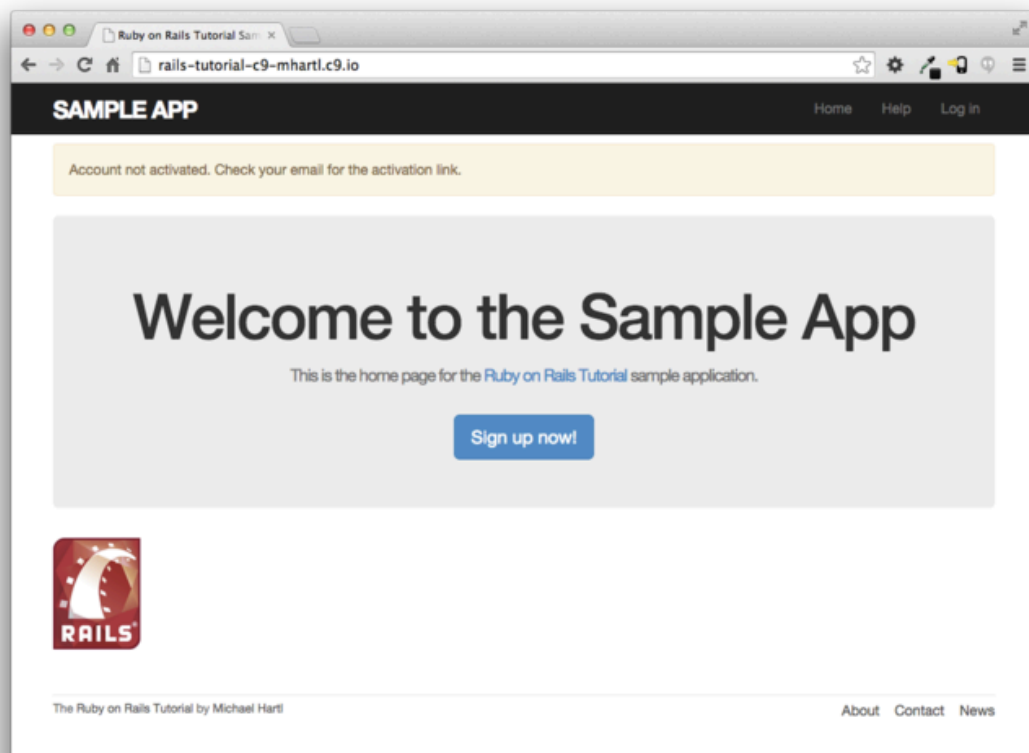 Ruby on Rails Tutorial Sam
rails-tutorial-c9-mhartl.c9.io
SAMPLE APP Home Help Log in
Account not activated. Check your email for the activation link.
Welcome to the Sample App
This is the home page for the Ruby on Rails Tutorial sample application.
Sign up now!
RAILS
The Ruby on Rails Tutorial by Michael Hartl About Contact News